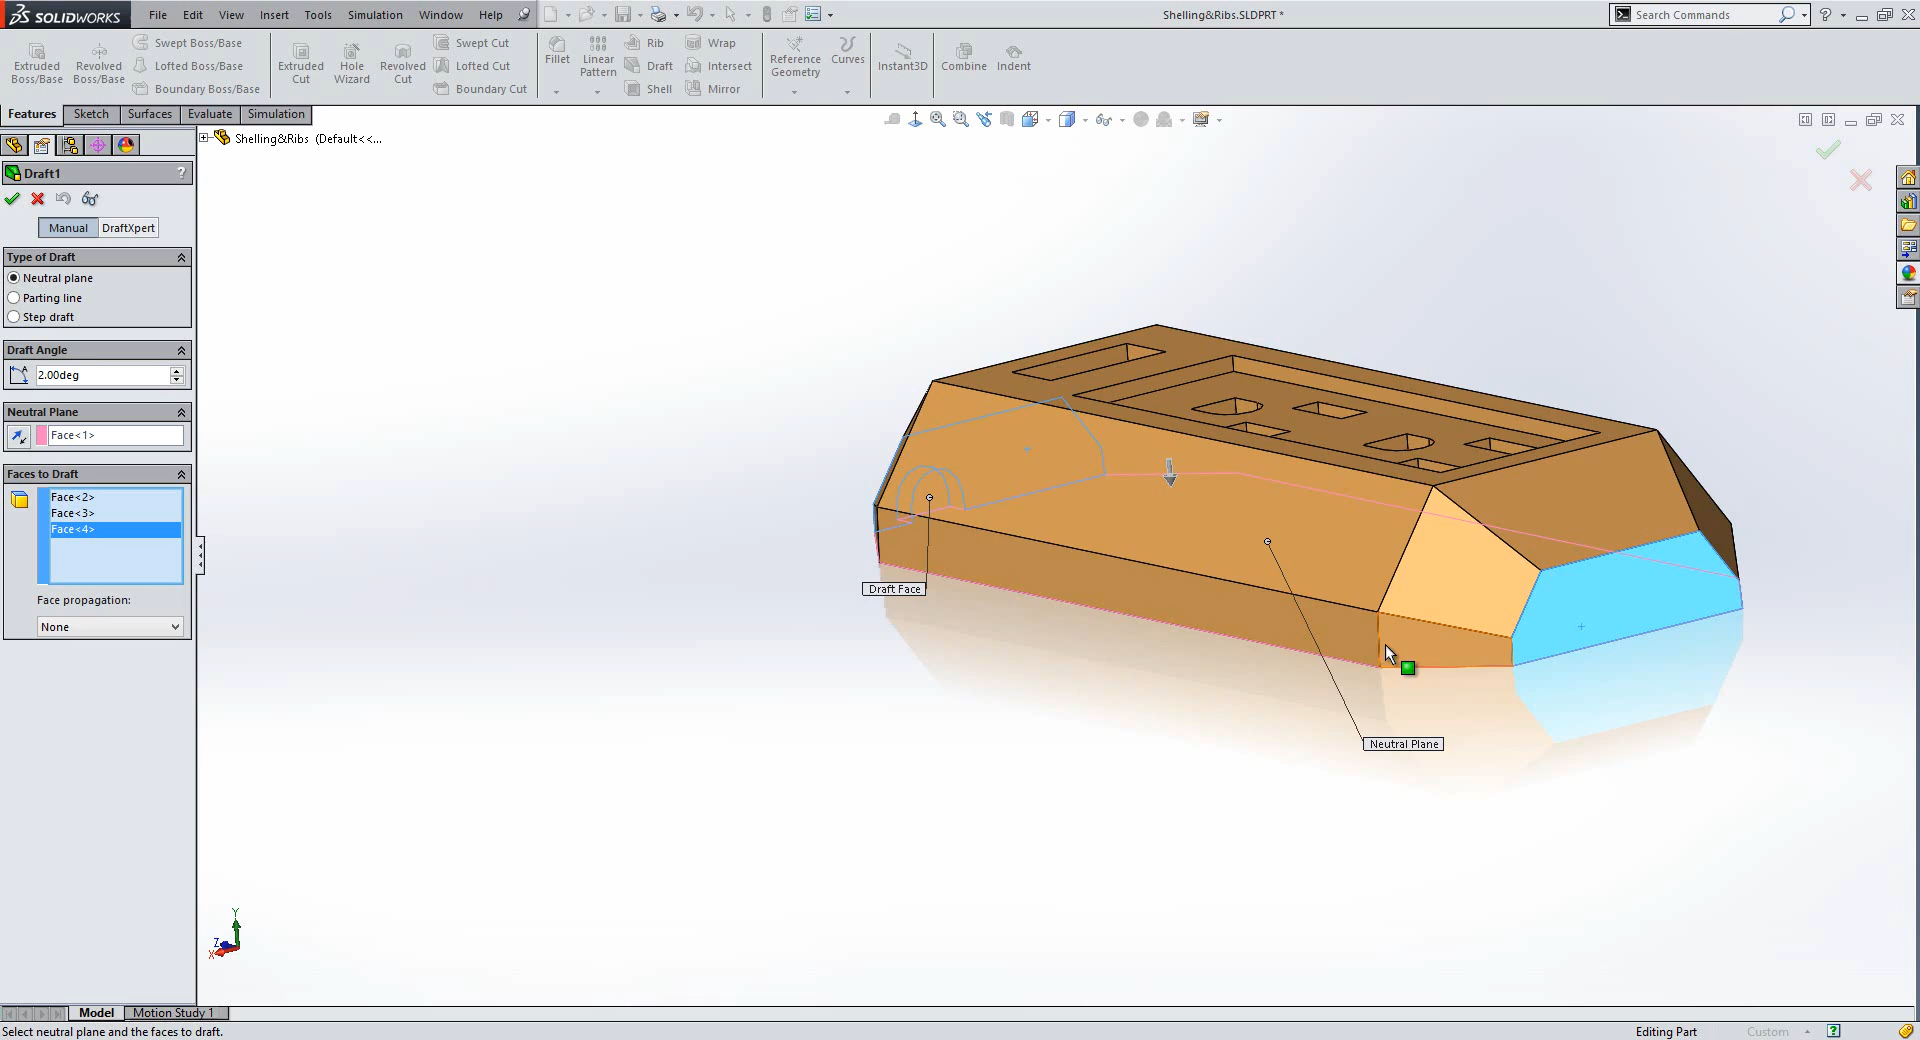 SOLIDWORKS File Edit View Insert Tools Simulation Window Help Shelling&Ribs.SLDPRT * Search Commands ?
Extruded Boss/Base
Revolved Boss/Base
Swept Boss/Base
Lofted Boss/Base
Boundary Boss/Base
Extruded Cut
Hole Wizard
Revolved Cut
Swept Cut
Lofted Cut
Boundary Cut
Fillet
Linear Pattern
Rib
Draft
Shell
Wrap
Intersect
Mirror
Reference Geometry
Curves
Instant3D
Combine
Indent
Features Sketch Surfaces Evaluate Simulation
Shelling&Ribs (Default<<...
Draft1 ?
Manual DraftXpert
Type of Draft
Neutral plane
Parting line
Step draft
Draft Angle
2.00deg
Neutral Plane
Face<1>
Faces to Draft
Face<2>
Face<3>
Face<4>
Face propagation:
None
Draft Face
Neutral Plane
Y
Z
X
Model Motion Study 1
Select neutral plane and the faces to draft. Editing Part Custom ?